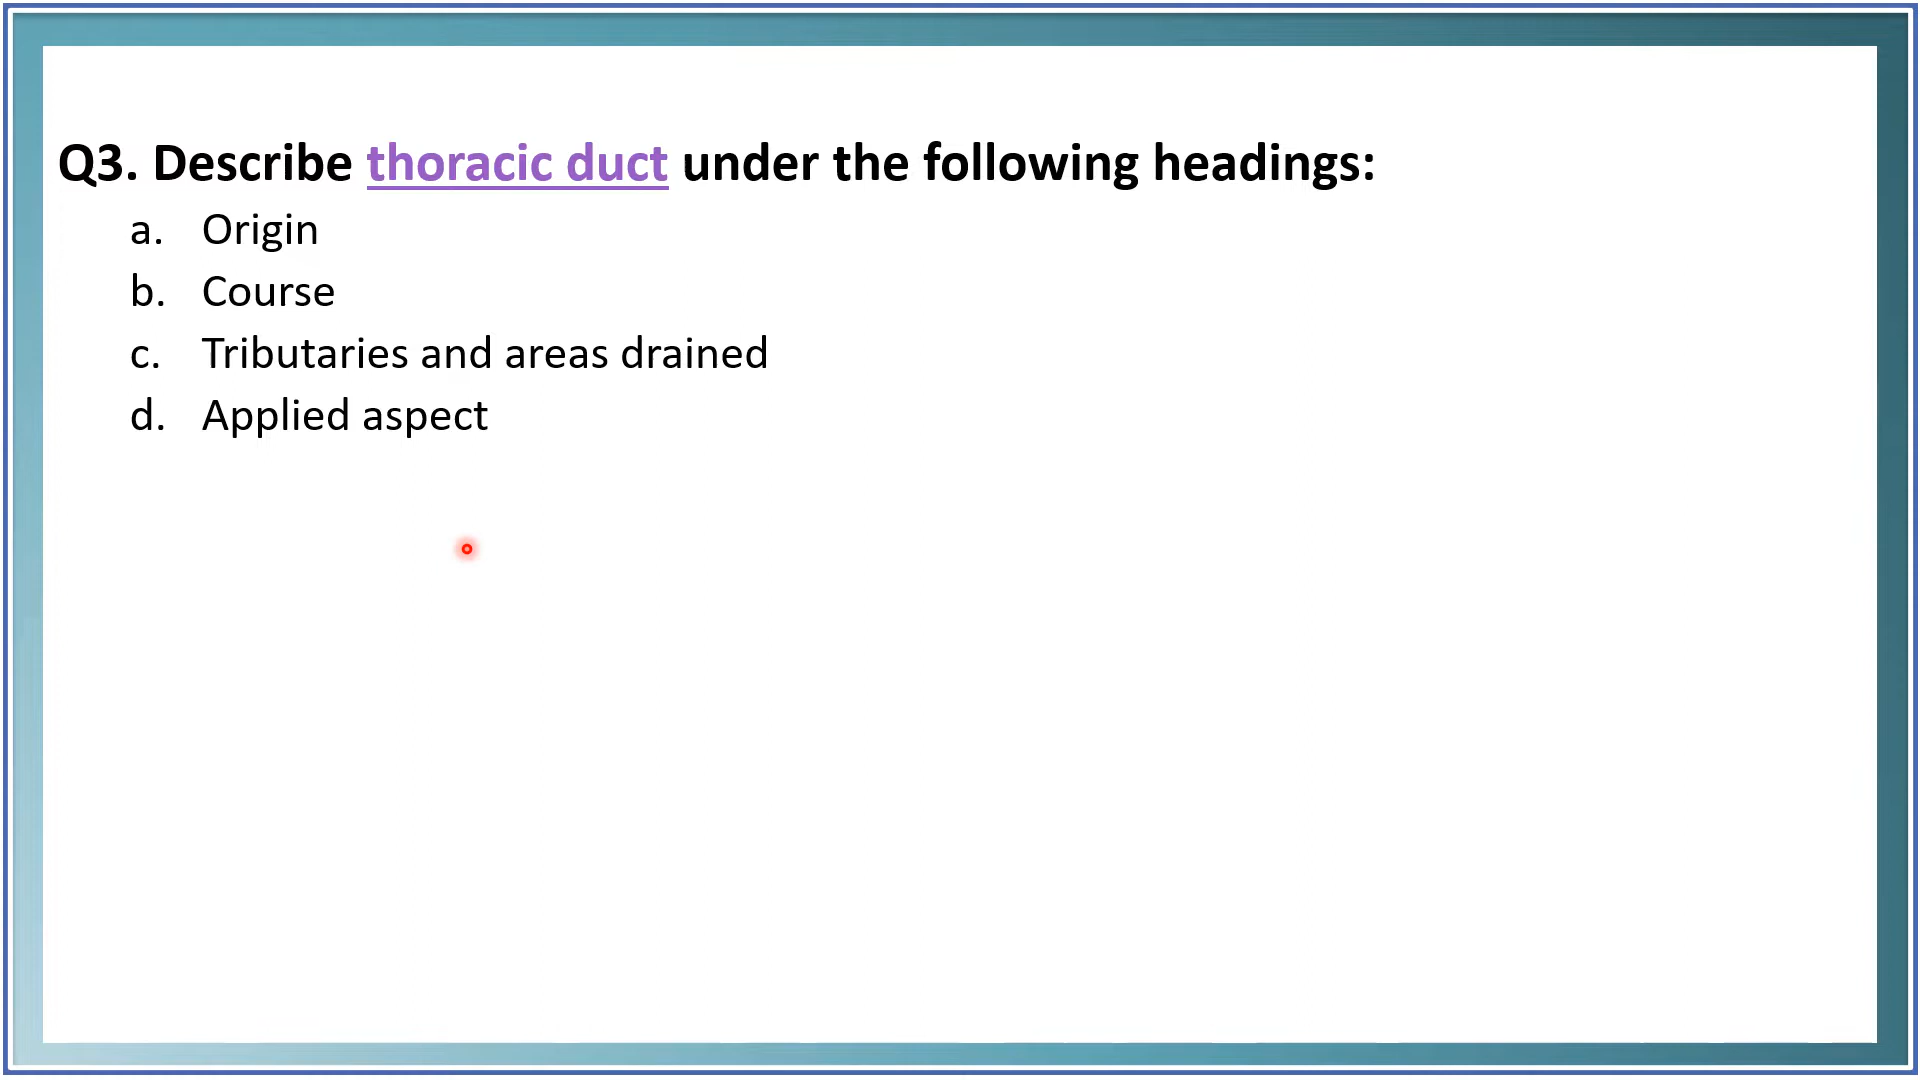 Q3. Describe thoracic duct under the following headings:
a. Origin
b. Course
c. Tributaries and areas drained
d. Applied aspect